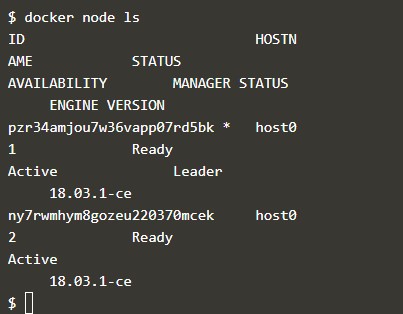 $ docker node ls
ID                            HOSTN
AME             STATUS
AVAILABILITY        MANAGER STATUS
     ENGINE VERSION
pzr34amjou7w36vapp07rd5bk *   host0
1              Ready
Active              Leader
     18.03.1-ce
ny7rwmhym8gozeu220370mcek     host0
2              Ready
Active
     18.03.1-ce
$